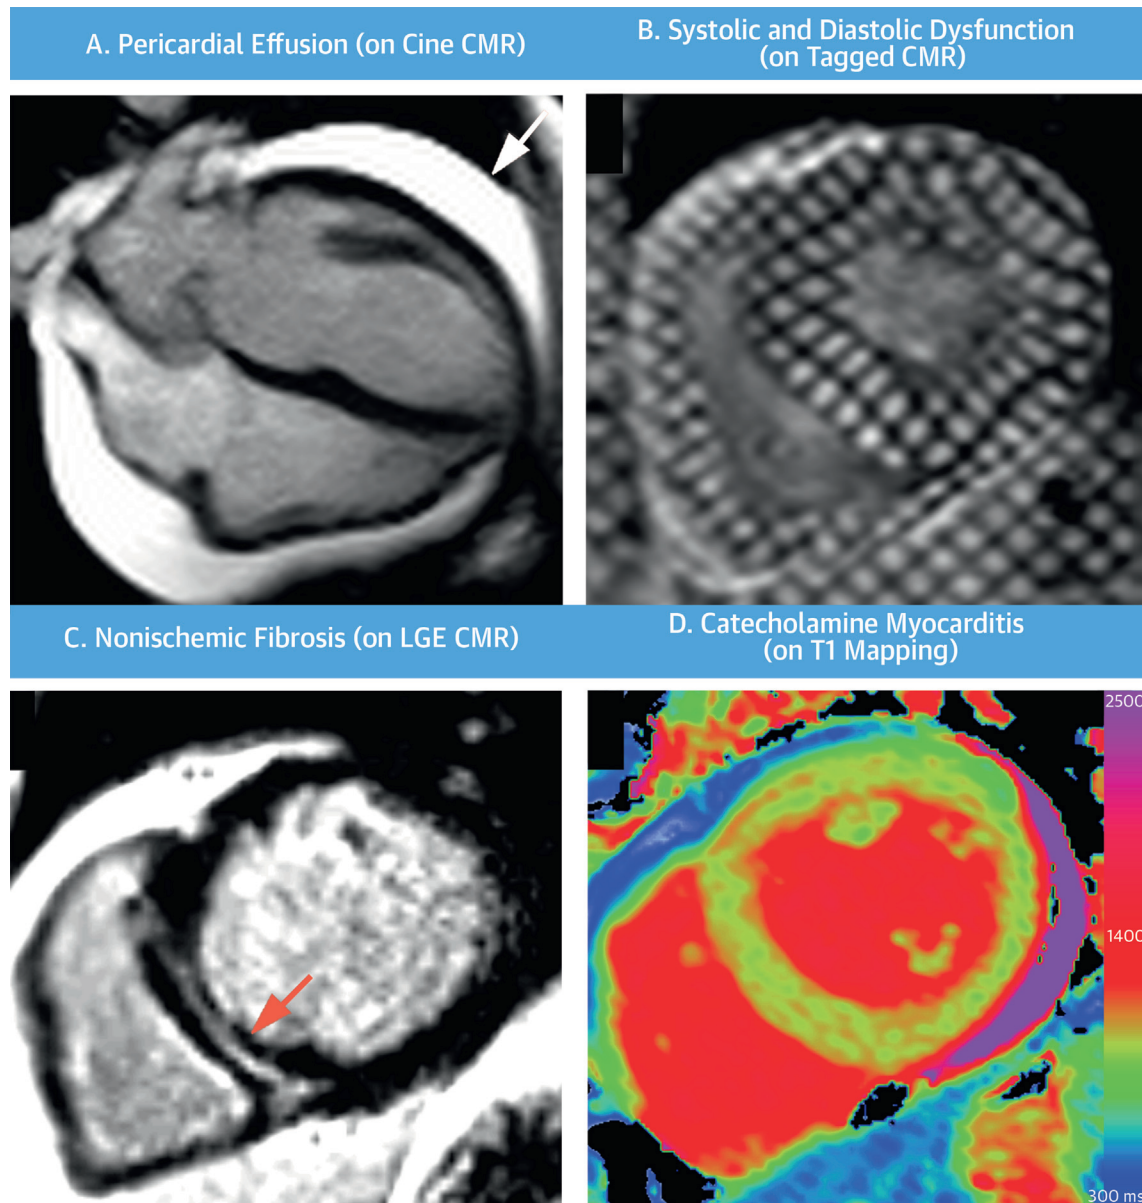 A. Pericardial Effusion (on Cine CMR)
B. Systolic and Diastolic Dysfunction
(on Tagged CMR)
C. Nonischemic Fibrosis (on LGE CMR)
D. Catecholamine Myocarditis
(on T1 Mapping)
2500
1400
300 ms